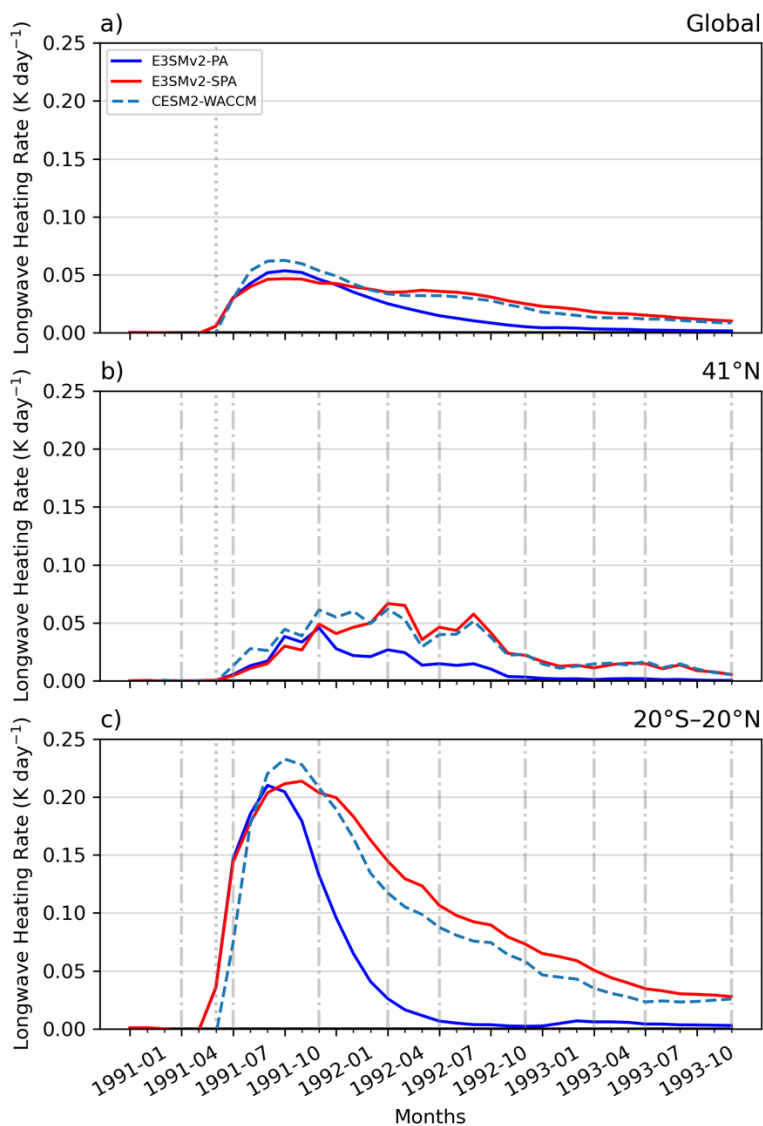 a) Global
Longwave Heating Rate (K day⁻¹)
0.25
0.20
0.15
0.10
0.05
0.00
E3SMv2-PA
E3SMv2-SPA
CESM2-WACCM
b) 41°N
Longwave Heating Rate (K day⁻¹)
0.25
0.20
0.15
0.10
0.05
0.00
c) 20°S–20°N
Longwave Heating Rate (K day⁻¹)
0.25
0.20
0.15
0.10
0.05
0.00
1991-01 1991-04 1991-07 1991-10 1992-01 1992-04 1992-07 1992-10 1993-01 1993-04 1993-07 1993-10
Months